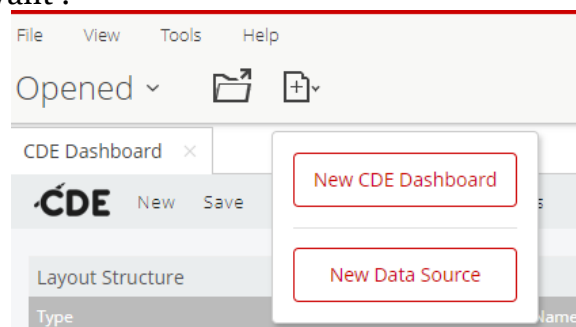 File View Tools Help
Opened
CDE Dashboard ×
New CDE Dashboard
CDE New Save
New Data Source
Layout Structure
Type